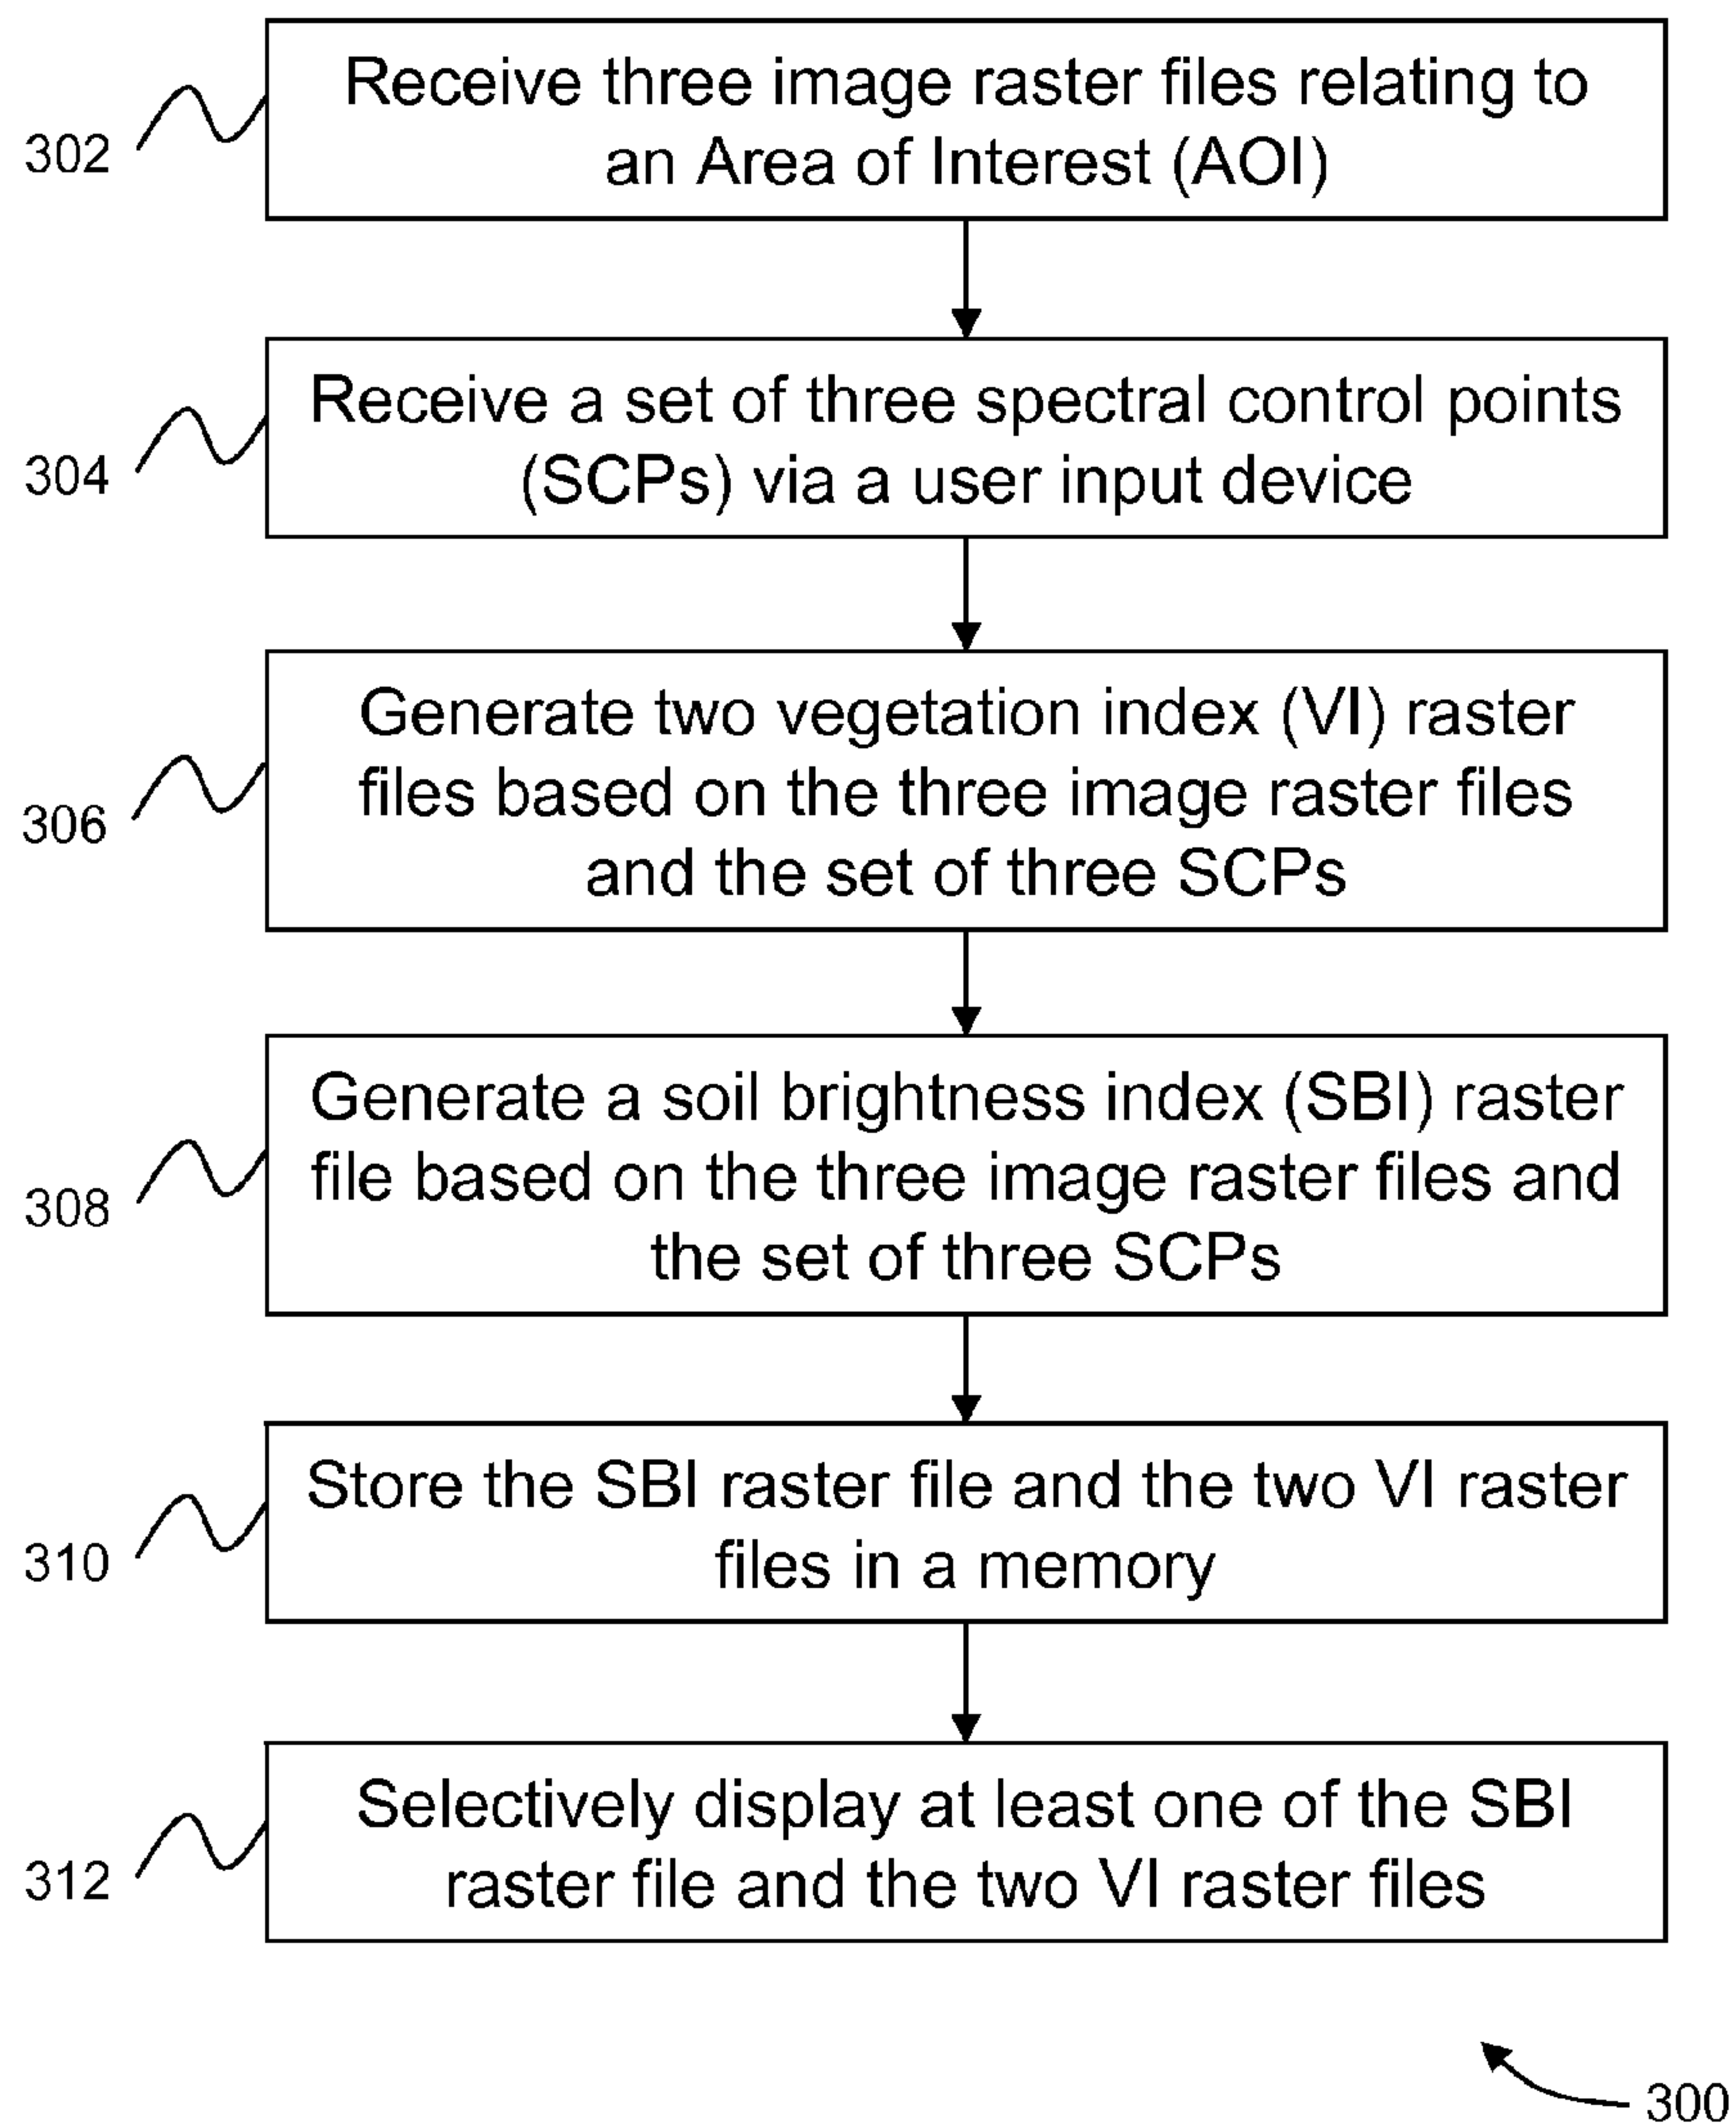 Receive three image raster files relating to
an Area of Interest (AOI)
302
Receive a set of three spectral control points
(SCPs) via a user input device
304
Generate two vegetation index (VI) raster
files based on the three image raster files
and the set of three SCPs
306
Generate a soil brightness index (SBI) raster
file based on the three image raster files and
the set of three SCPs
308
Store the SBI raster file and the two VI raster
files in a memory
310
Selectively display at least one of the SBI
raster file and the two VI raster files
312
300